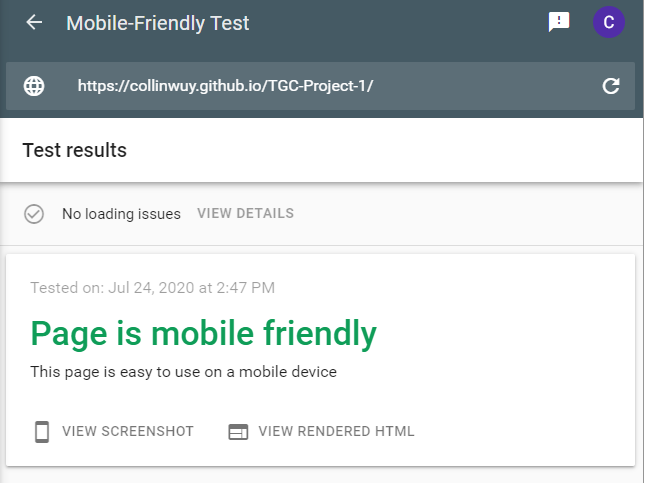 Mobile-Friendly Test
!
C
https://collinwuy.github.io/TGC-Project-1/
Test results
No loading issues VIEW DETAILS
Tested on: Jul 24, 2020 at 2:47 PM
Page is mobile friendly
This page is easy to use on a mobile device
VIEW SCREENSHOT VIEW RENDERED HTML